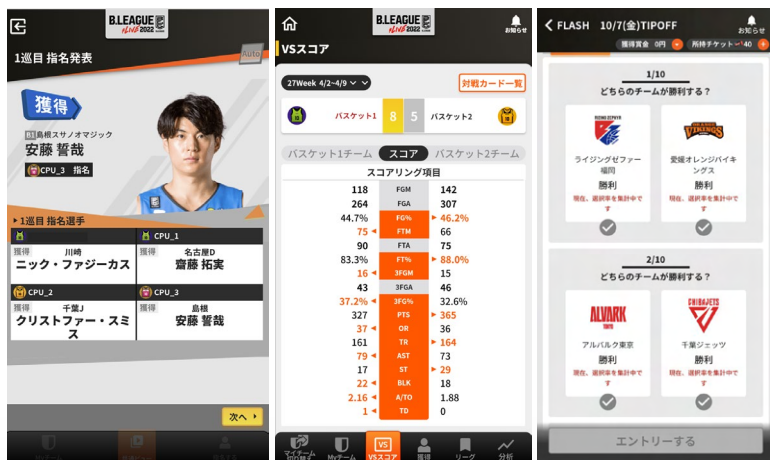 B.LEAGUE
#LIVE2022
1巡目 指名発表
Auto
獲得
B1島根スサノオマジック
安藤 誓哉
CPU_3 指名
1巡目 指名選手
獲得
川崎
ニック・ファジーカス
CPU_1
獲得
名古屋D
齋藤 拓実
CPU_2
獲得
千葉J
クリストファー・スミ
ス
CPU_3
獲得
島根
安藤 誓哉
次へ
B.LEAGUE
#LIVE2022
お知らせ
VSスコア
27Week 4/2~4/9
対戦カード一覧
バスケット1 8 5 バスケット2
バスケット1チーム スコア バスケット2チーム
スコアリング項目
118 FGM 142
264 FGA 307
44.7% FG% 46.2%
75 FTM 66
90 FTA 75
83.3% FT% 88.0%
16 3FGM 15
43 3FGA 46
37.2% 3FG% 32.6%
327 PTS 365
37 OR 36
161 TR 164
79 AST 73
17 ST 29
22 BLK 18
2.16 A/TO 1.88
1 TD 0
マイチーム
切り替え
Myチーム
VS
VSスコア
獲得
リーグ
分析
FLASH 10/7(金)TIPOFF
お知らせ
獲得賞金 0円
所持チケット 40
1/10
どちらのチームが勝利する？
RISING ZEPHYR
ライジングゼファー
福岡
勝利
現在、選択率を集計中で
す
VIKINGS
愛媛オレンジバイキ
ングス
勝利
現在、選択率を集計中で
す
2/10
どちらのチームが勝利する？
ALVARK
TOKYO
アルバルク東京
勝利
現在、選択率を集計中で
す
CHIBAJETS
千葉ジェッツ
勝利
現在、選択率を集計中で
す
エントリーする